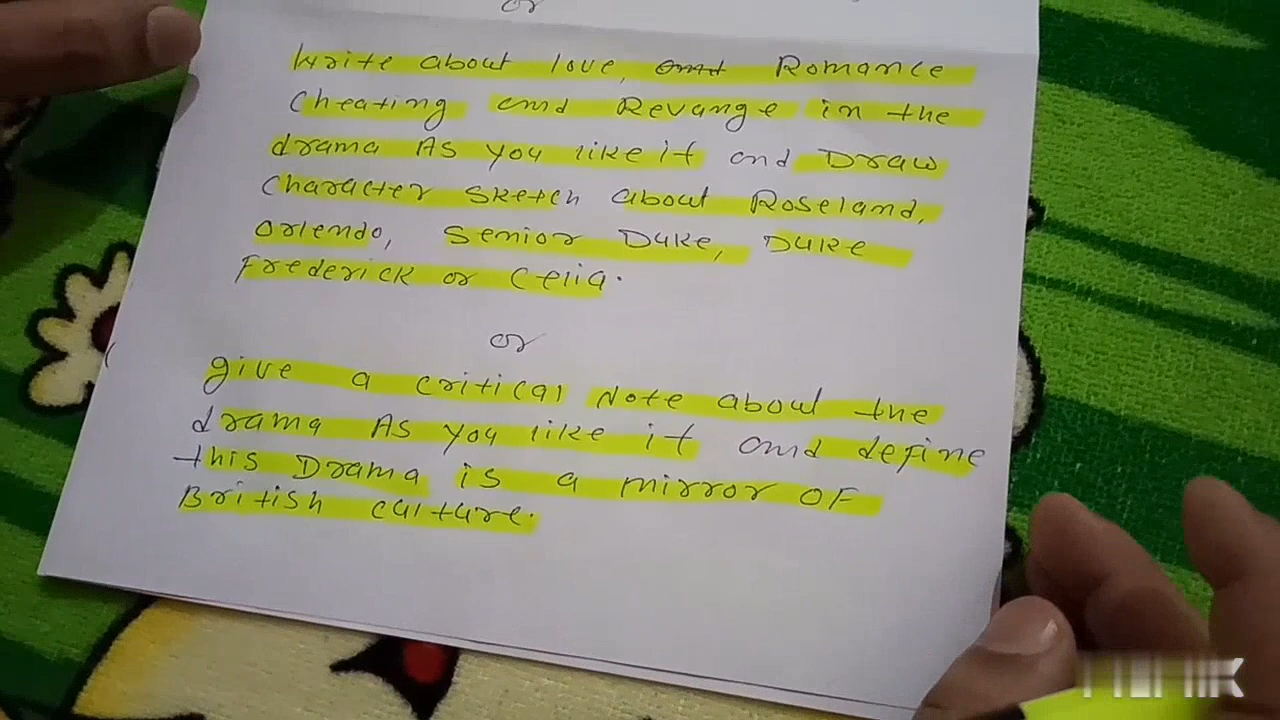 or
Write about love, and Romance
Cheating and Revange in the
drama As you like it and Draw
Character sketch about Roseland,
Orlendo, Senior Duke, Duke
Frederick or Celia.
or
give a critical Note about the
drama As you like it and define
this Drama is a mirror of
British culture.